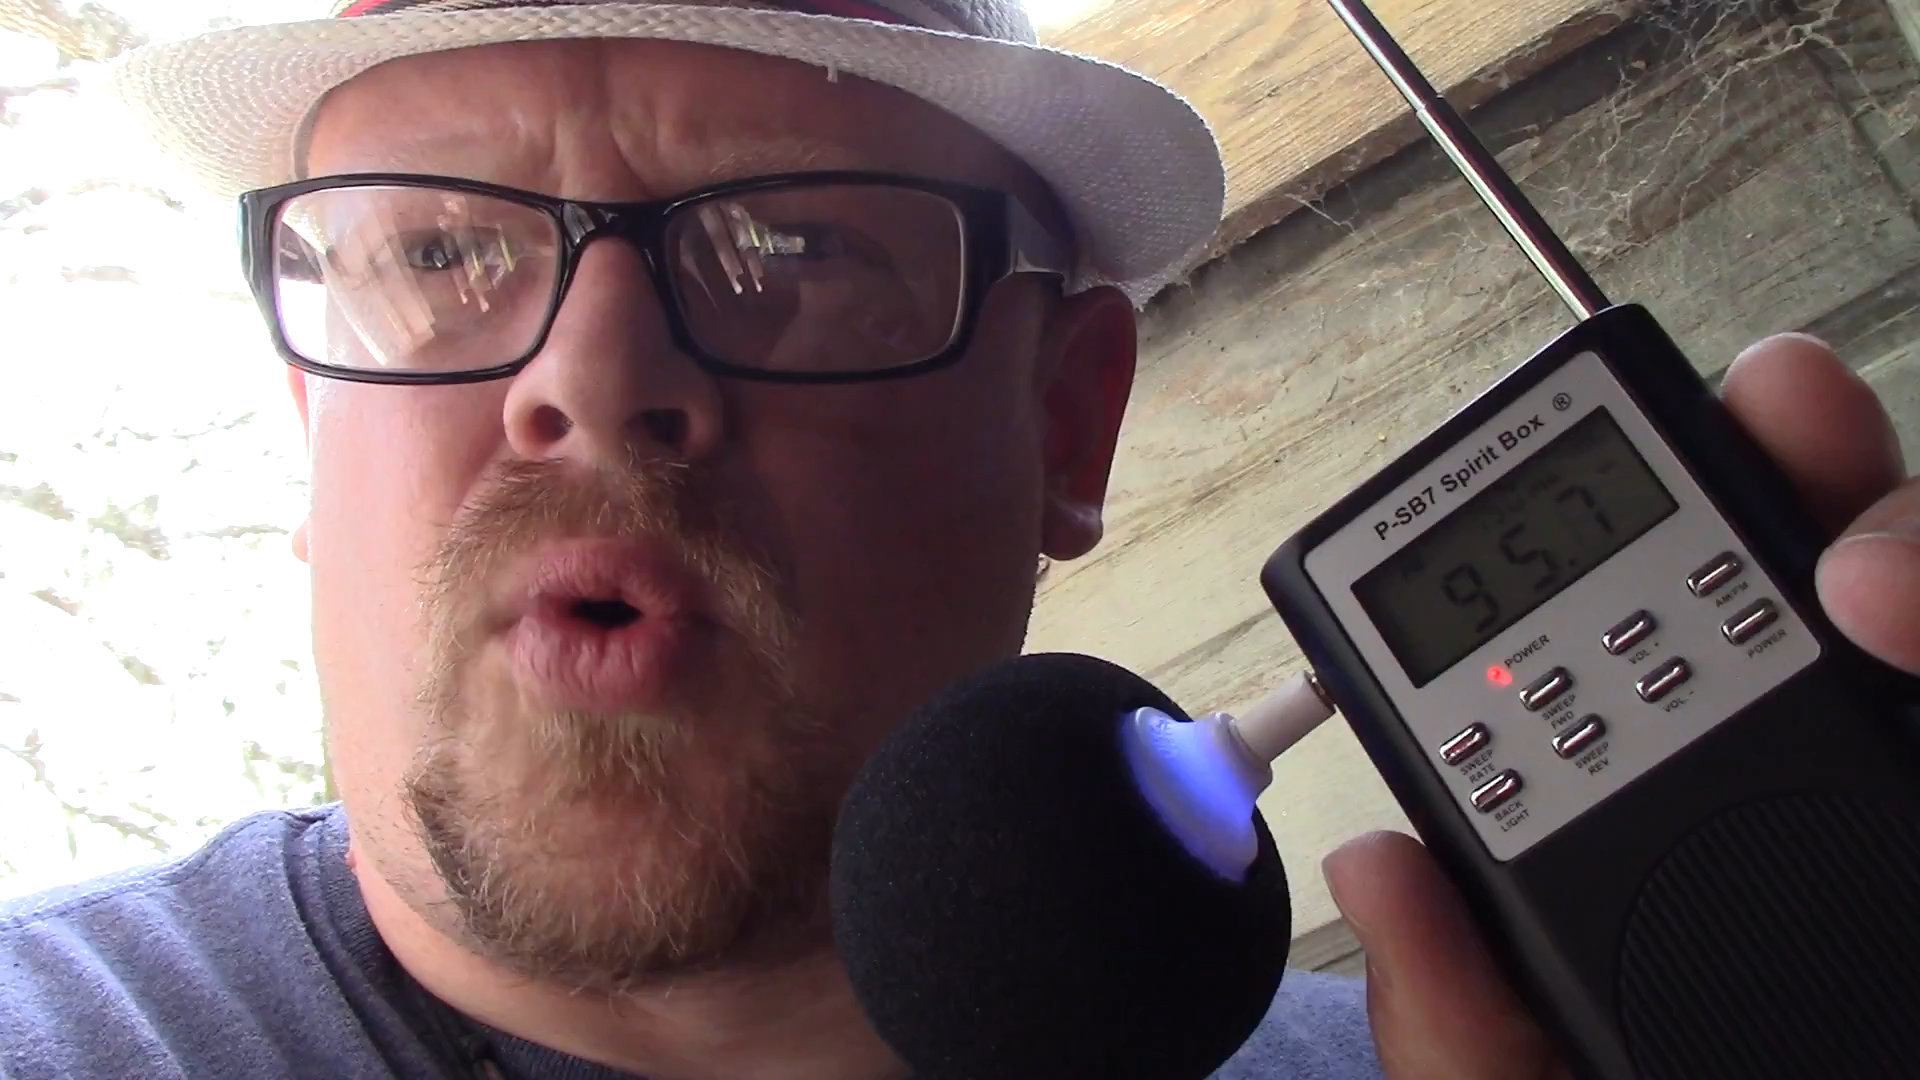 P-SB7 Spirit Box ®
95.7
POWER
AM/FM
VOL +
POWER
SWEEP
FWD
VOL -
SWEEP
RATE
SWEEP
REV
BACK
LIGHT